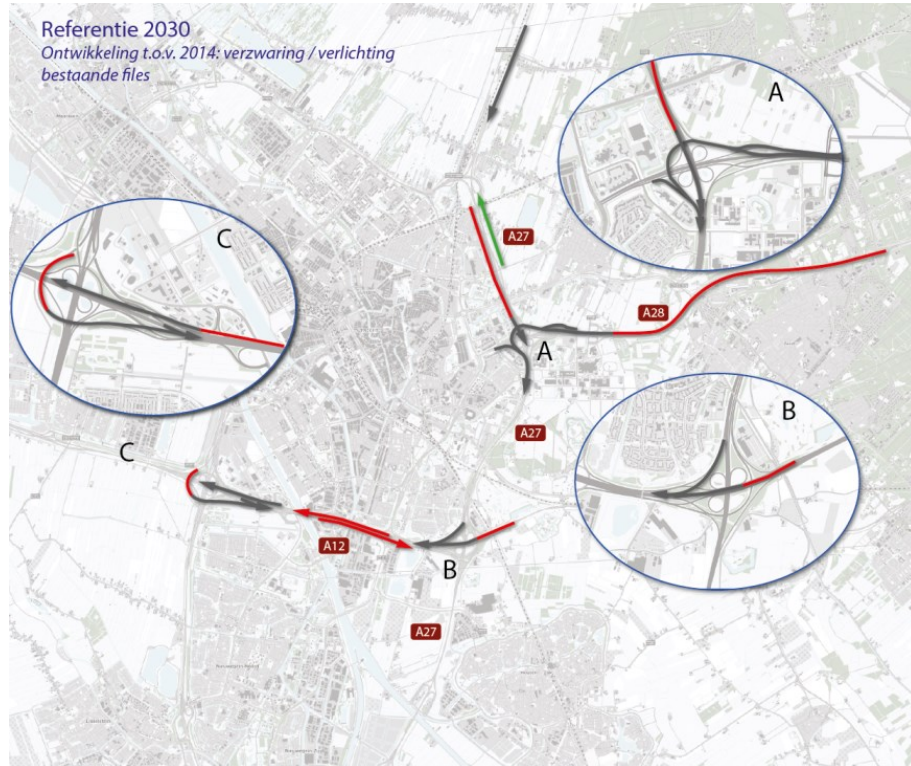 Referentie 2030
Ontwikkeling t.o.v. 2014: verzwaring / verlichting
bestaande files
A
C
A27
A28
A
A27
B
C
A12
B
A27